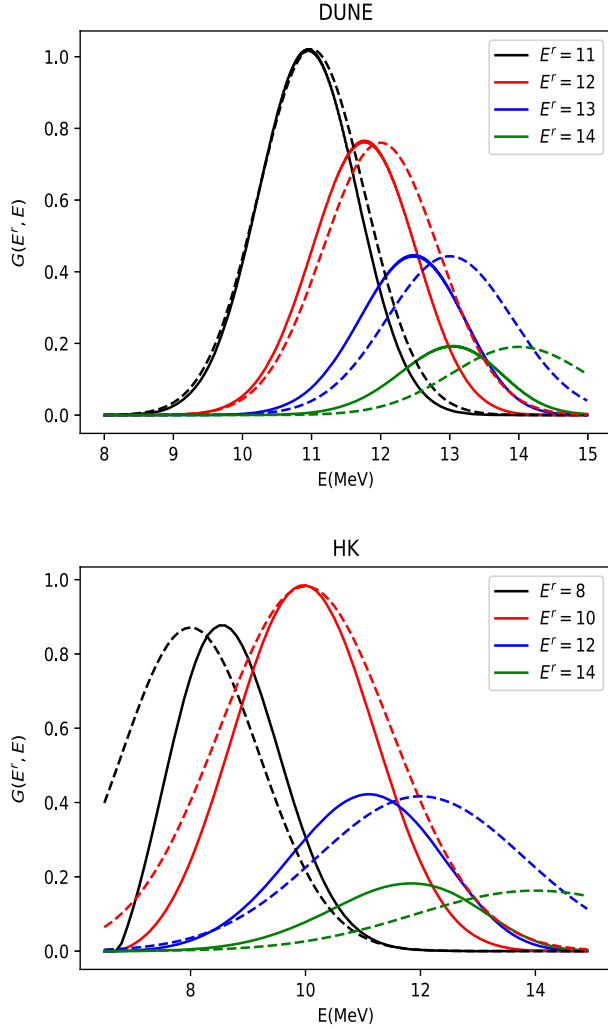 DUNE
1.0
0.8
0.6
0.4
0.2
0.0
G(E^r, E)
8 9 10 11 12 13 14 15
E(MeV)
E^r = 11
E^r = 12
E^r = 13
E^r = 14
HK
1.0
0.8
0.6
0.4
0.2
0.0
G(E^r, E)
8 10 12 14
E(MeV)
E^r = 8
E^r = 10
E^r = 12
E^r = 14